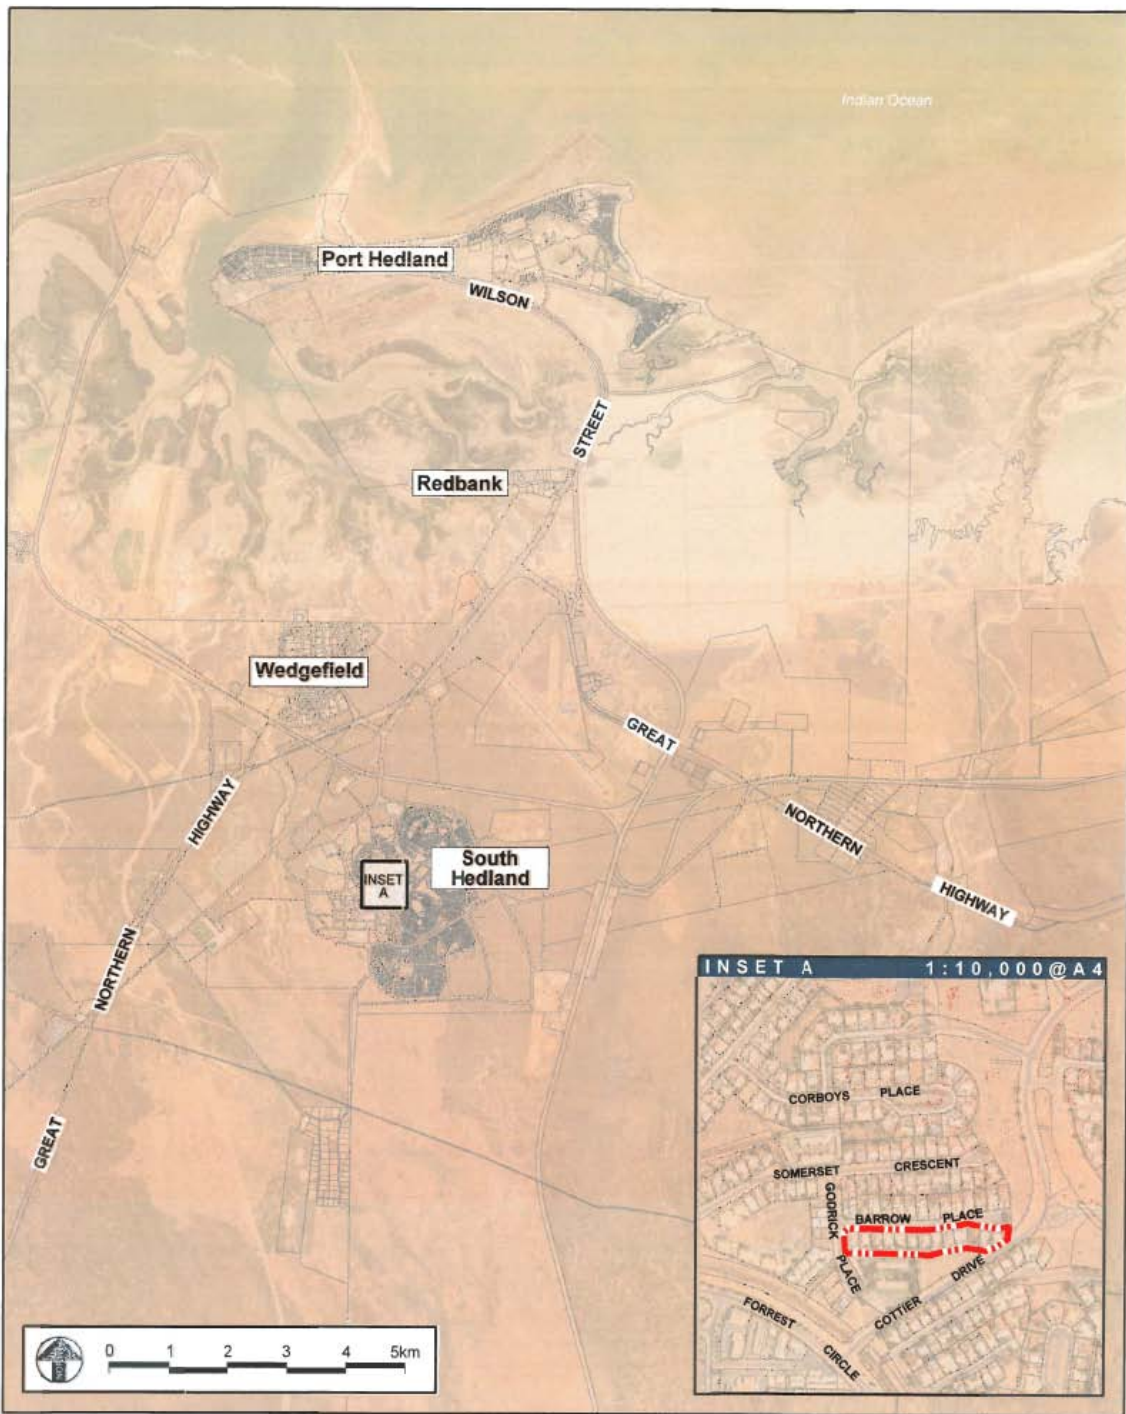 Indian Ocean
Port Hedland
WILSON
STREET
Redbank
Wedgefield
GREAT
HIGHWAY
NORTHERN
South
Hedland
INSET
A
HIGHWAY
NORTHERN
GREAT
INSET A 1:10,000@A4
CORBOYS PLACE
SOMERSET CRESCENT
GODRICK
BARROW PLACE
PLACE
DRIVE
COTTIER
FORREST
CIRCLE
0 1 2 3 4 5km